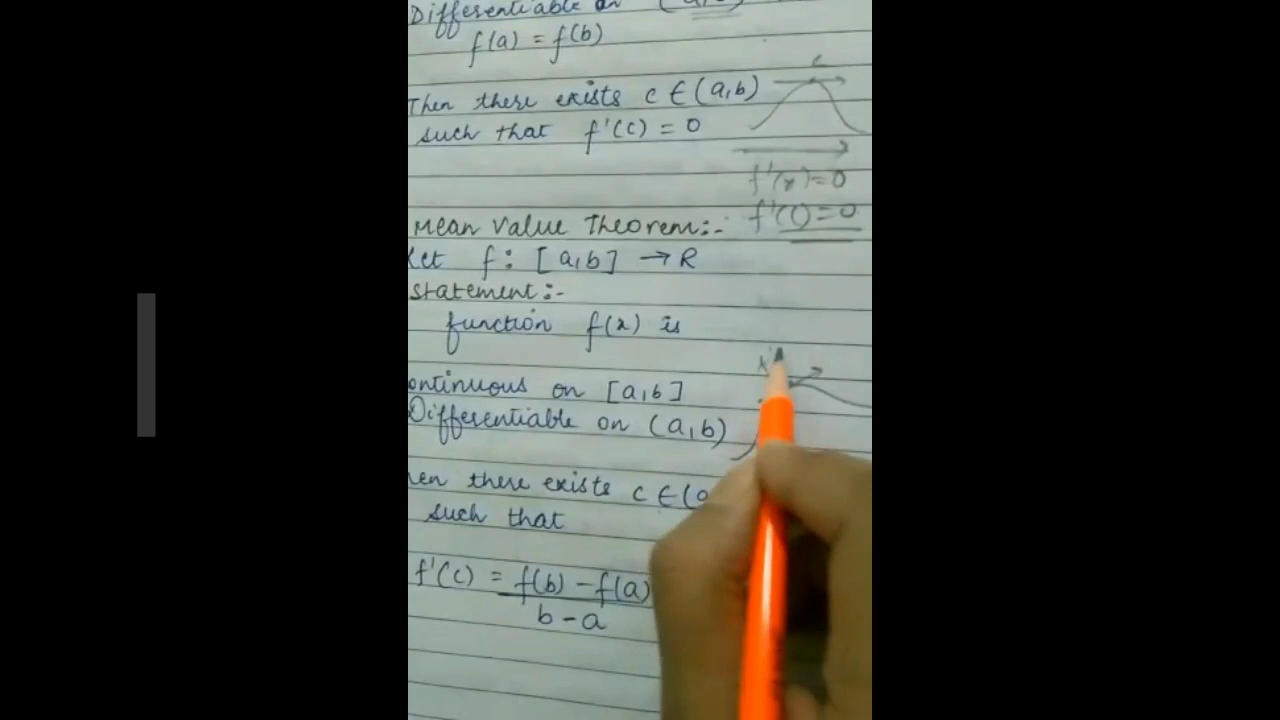 Differentiable on
f(a) = f(b)
Then there exists c ∈ (a,b)
such that f'(c) = 0
c
f'(x) = 0
f'(c) = 0
Mean Value Theorem:-
Let f: [a,b] → R
statement:-
function f(x) is
ontinuous on [a,b]
Differentiable on (a,b)
en there exists c ∈ (a
such that
f'(c) = f(b) - f(a)
b - a